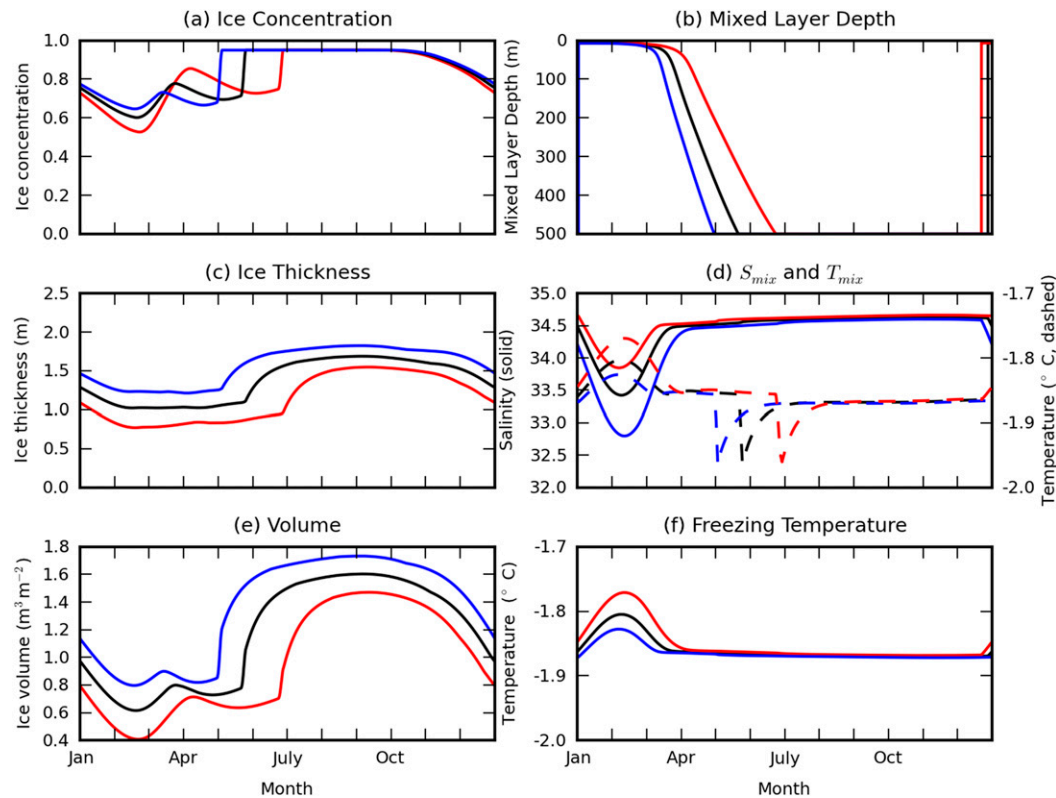 (a) Ice Concentration
Ice concentration
1.0
0.8
0.6
0.4
0.2
0.0
(b) Mixed Layer Depth
Mixed Layer Depth (m)
0
100
200
300
400
500
(c) Ice Thickness
Ice thickness (m)
2.5
2.0
1.5
1.0
0.5
0.0
(d) $S_{mix}$ and $T_{mix}$
Salinity (solid)
35.0
34.5
34.0
33.5
33.0
32.5
32.0
-1.7
-1.8
-1.9
-2.0
Temperature (° C, dashed)
(e) Volume
Ice volume (m³ m⁻²)
1.8
1.6
1.4
1.2
1.0
0.8
0.6
0.4
Jan Apr July Oct
Month
(f) Freezing Temperature
Temperature (° C)
-1.7
-1.8
-1.9
-2.0
Jan Apr July Oct
Month